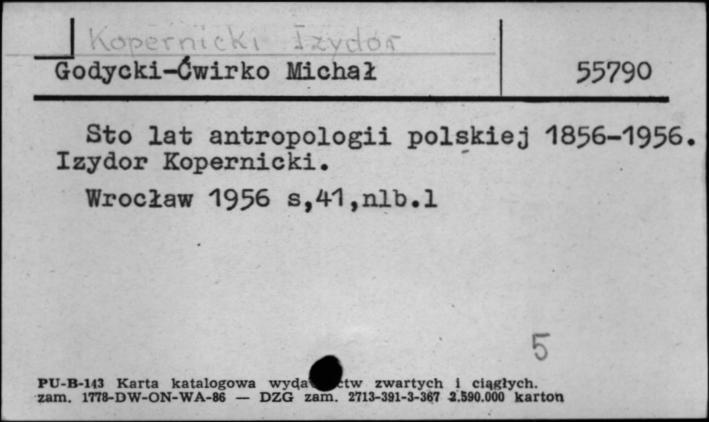 Kopernicki Izydor
Godycki-Ćwirko Michał 55790
Sto lat antropologii polskiej 1856-1956.
Izydor Kopernicki.
Wrocław 1956 s,41,nlb.1
5
PU-B-143 Karta katalogowa wyda ctw zwartych i ciągłych.
zam. 1778-DW-ON-WA-86 — DZG zam. 2713-391-3-367 2.590.000 karton